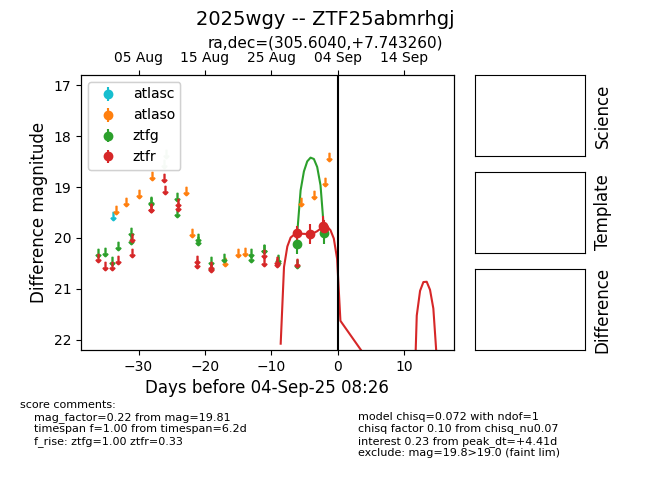 2025wgy -- ZTF25abmrhgj
ra,dec=(305.6040,+7.743260)
05 Aug 15 Aug 25 Aug 04 Sep 14 Sep
17
18
19
20
21
22
Difference magnitude
atlasc
atlaso
ztfg
ztfr
−30 −20 −10 0 10
Days before 04-Sep-25 08:26
Science
Template
Difference
score comments:
mag_factor=0.22 from mag=19.81
timespan f=1.00 from timespan=6.2d
f_rise: ztfg=1.00 ztfr=0.33
model chisq=0.072 with ndof=1
chisq factor 0.10 from chisq_nu0.07
interest 0.23 from peak_dt=+4.41d
exclude: mag=19.8>19.0 (faint lim)